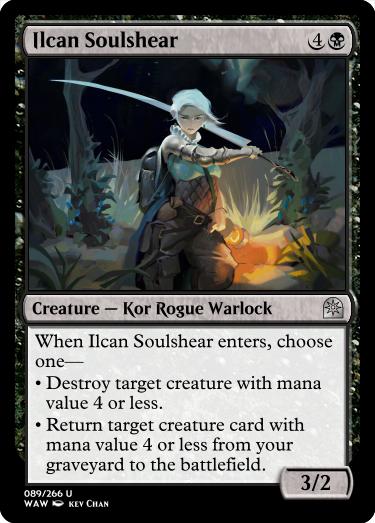 Ilcan Soulshear 4
Creature — Kor Rogue Warlock
When Ilcan Soulshear enters, choose
one—
• Destroy target creature with mana
value 4 or less.
• Return target creature card with
mana value 4 or less from your
graveyard to the battlefield.
3/2
089/266 U
WAW KEV CHAN